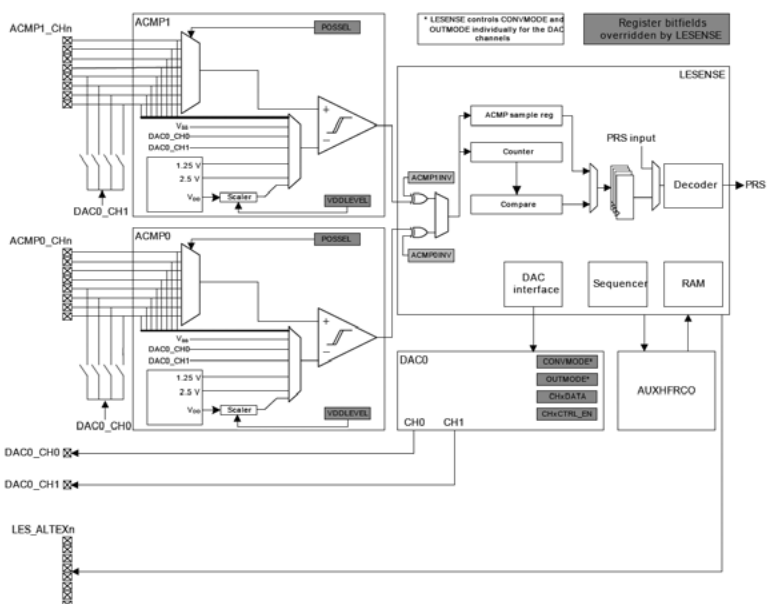 ACMP1_CHn
ACMP1
POSSEL
* LESENSE controls CONVMODE and
OUTMODE individually for the DAC
channels
Register bitfields
overridden by LESENSE
DAC0_CH0
DAC0_CH1
1.25 V
2.5 V
VDD
Scaler
VDDLEVEL
+
−
DAC0_CH1
LESENSE
ACMP sample reg
Counter
Compare
PRS input
Decoder
PRS
ACMP1INV
ACMP0INV
DAC
interface
Sequencer
RAM
ACMP0_CHn
ACMP0
POSSEL
DAC0_CH0
DAC0_CH1
1.25 V
2.5 V
VDD
Scaler
VDDLEVEL
+
−
DAC0_CH0
DAC0
CONVMODE*
OUTMODE*
CHxDATA
CHxCTRL_EN
CH0
CH1
AUXHFRCO
DAC0_CH0
DAC0_CH1
LES_ALTEXn